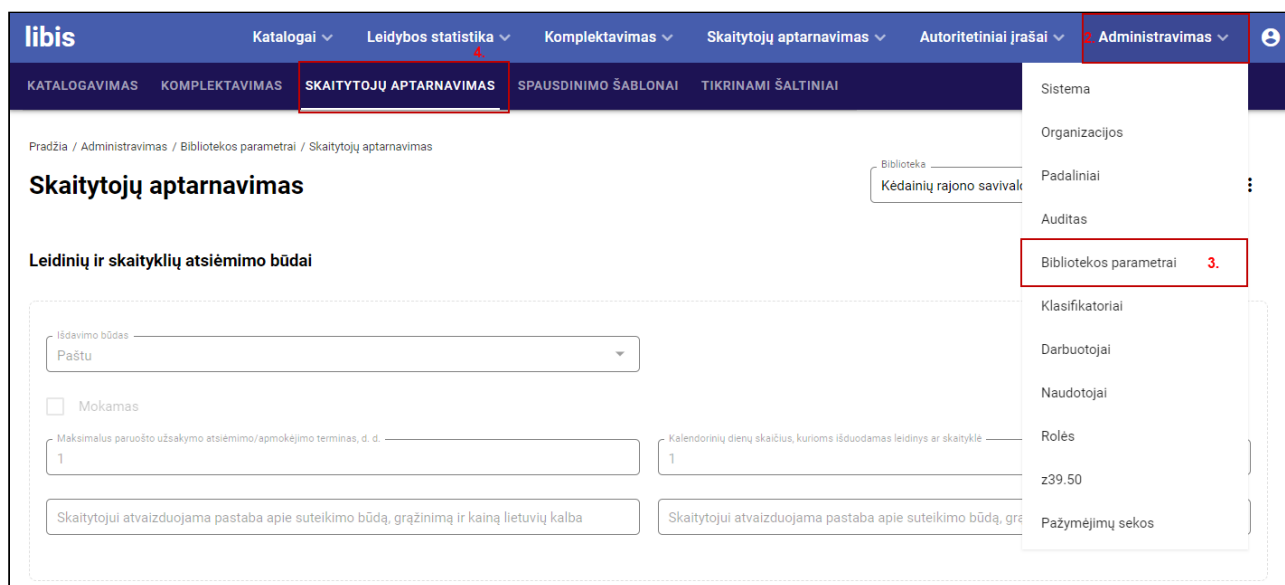 libis
Katalogai Leidybos statistika Komplektavimas Skaitytojų aptarnavimas Autoritetiniai įrašai 2. Administravimas
4.
KATALOGAVIMAS KOMPLEKTAVIMAS SKAITYTOJŲ APTARNAVIMAS SPAUSDINIMO ŠABLONAI TIKRINAMI ŠALTINIAI
Sistema
Organizacijos
Padaliniai
Auditas
Bibliotekos parametrai 3.
Klasifikatoriai
Darbuotojai
Naudotojai
Rolės
z39.50
Pažymėjimų sekos
Pradžia / Administravimas / Bibliotekos parametrai / Skaitytojų aptarnavimas
Skaitytojų aptarnavimas
Biblioteka
Kėdainių rajono
Leidinių ir skaityklių atsiėmimo būdai
Išdavimo būdas
Paštu
Mokamas
Maksimalus paruošto užsakymo atsiėmimo/apmokėjimo terminas, d. d.
1
Kalendorinių dienų skaičius, kurioms išduodamas leidinys ar skaityklė
1
Skaitytojui atvaizduojama pastaba apie suteikimo būdą, grąžinimą ir kainą lietuvių kalba
Skaitytojui atvaizduojama pastaba apie suteikimo būdą,